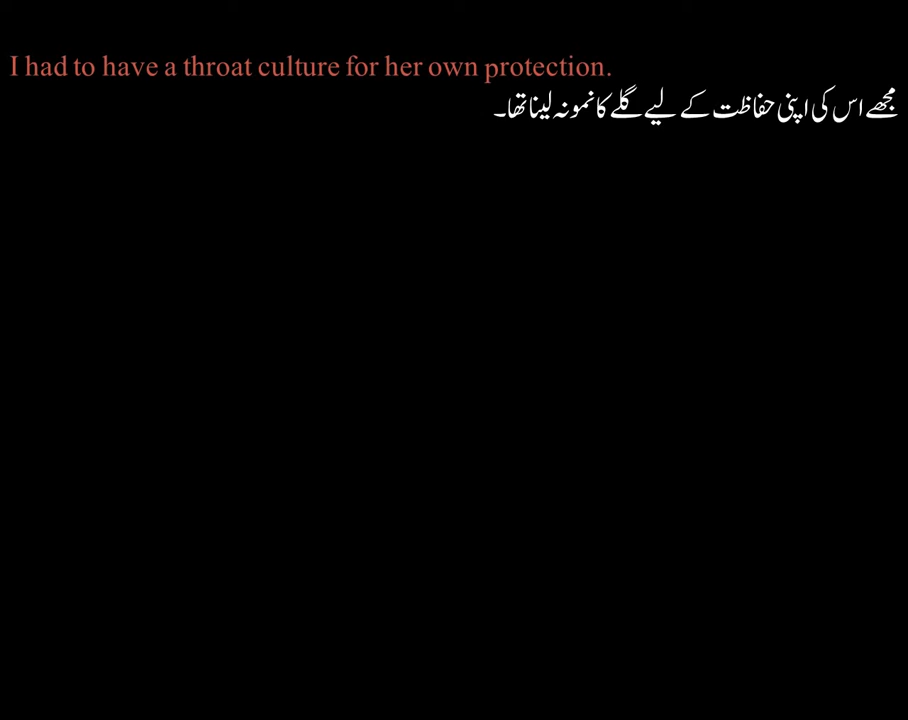 I had to have a throat culture for her own protection.
مجھے اس کی اپنی حفاظت کے لیے گلے کا نمونہ لینا تھا۔